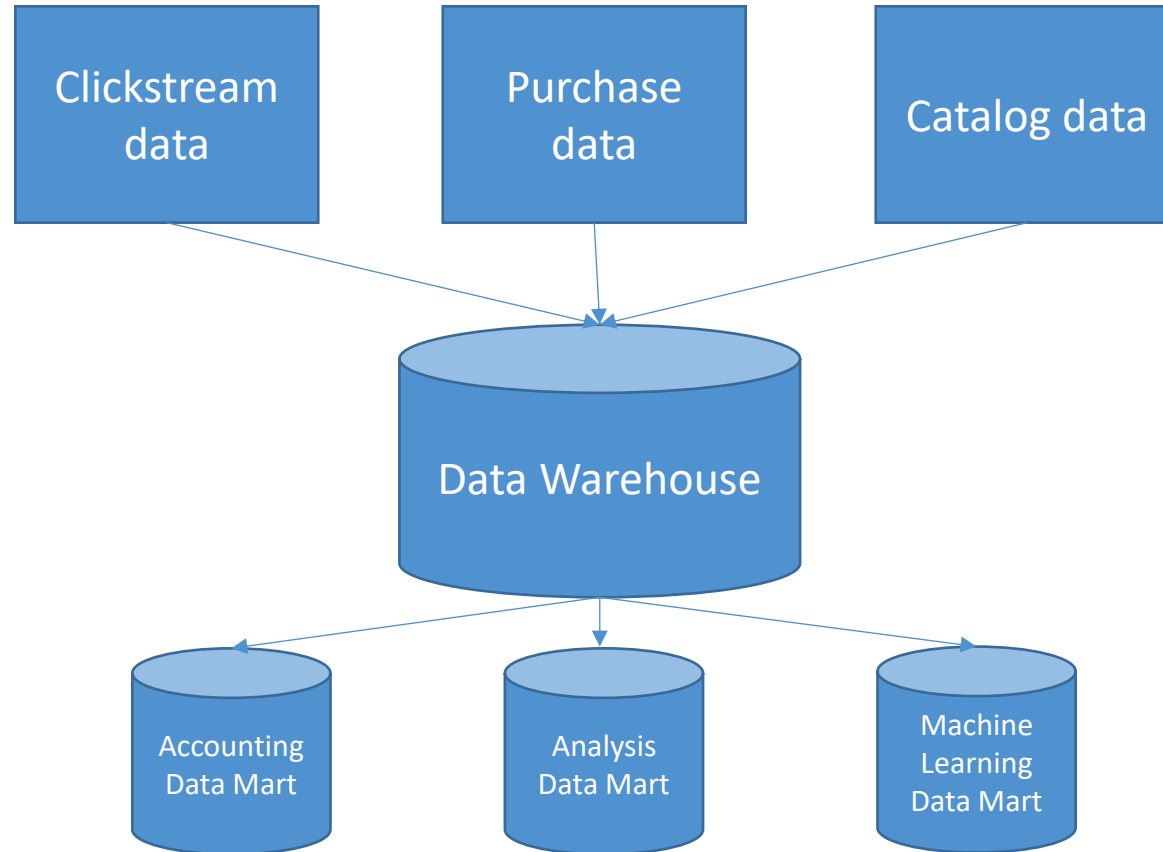 Clickstream
data
Purchase
data
Catalog data
Data Warehouse
Accounting
Data Mart
Analysis
Data Mart
Machine
Learning
Data Mart